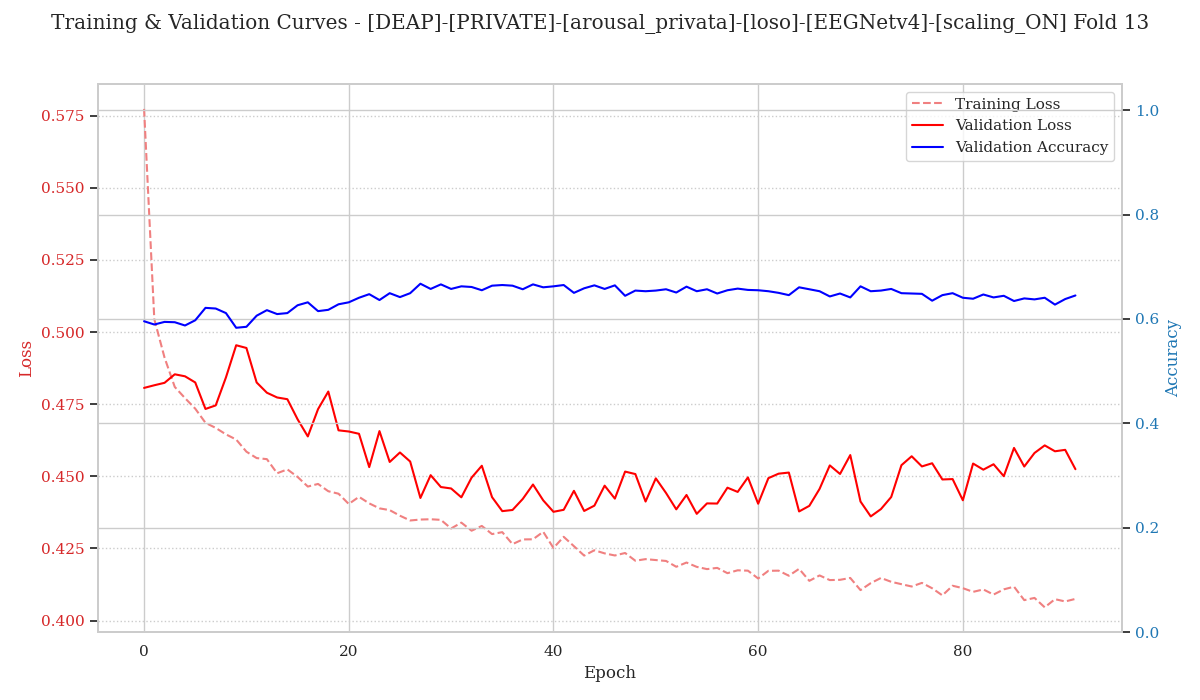 Training & Validation Curves - [DEAP]-[PRIVATE]-[arousal_privata]-[loso]-[EEGNetv4]-[scaling_ON] Fold 13
Training Loss
Validation Loss
Validation Accuracy
0.575
0.550
0.525
0.500
0.475
0.450
0.425
0.400
Loss
1.0
0.8
0.6
0.4
0.2
0.0
Accuracy
0
20
40
60
80
Epoch